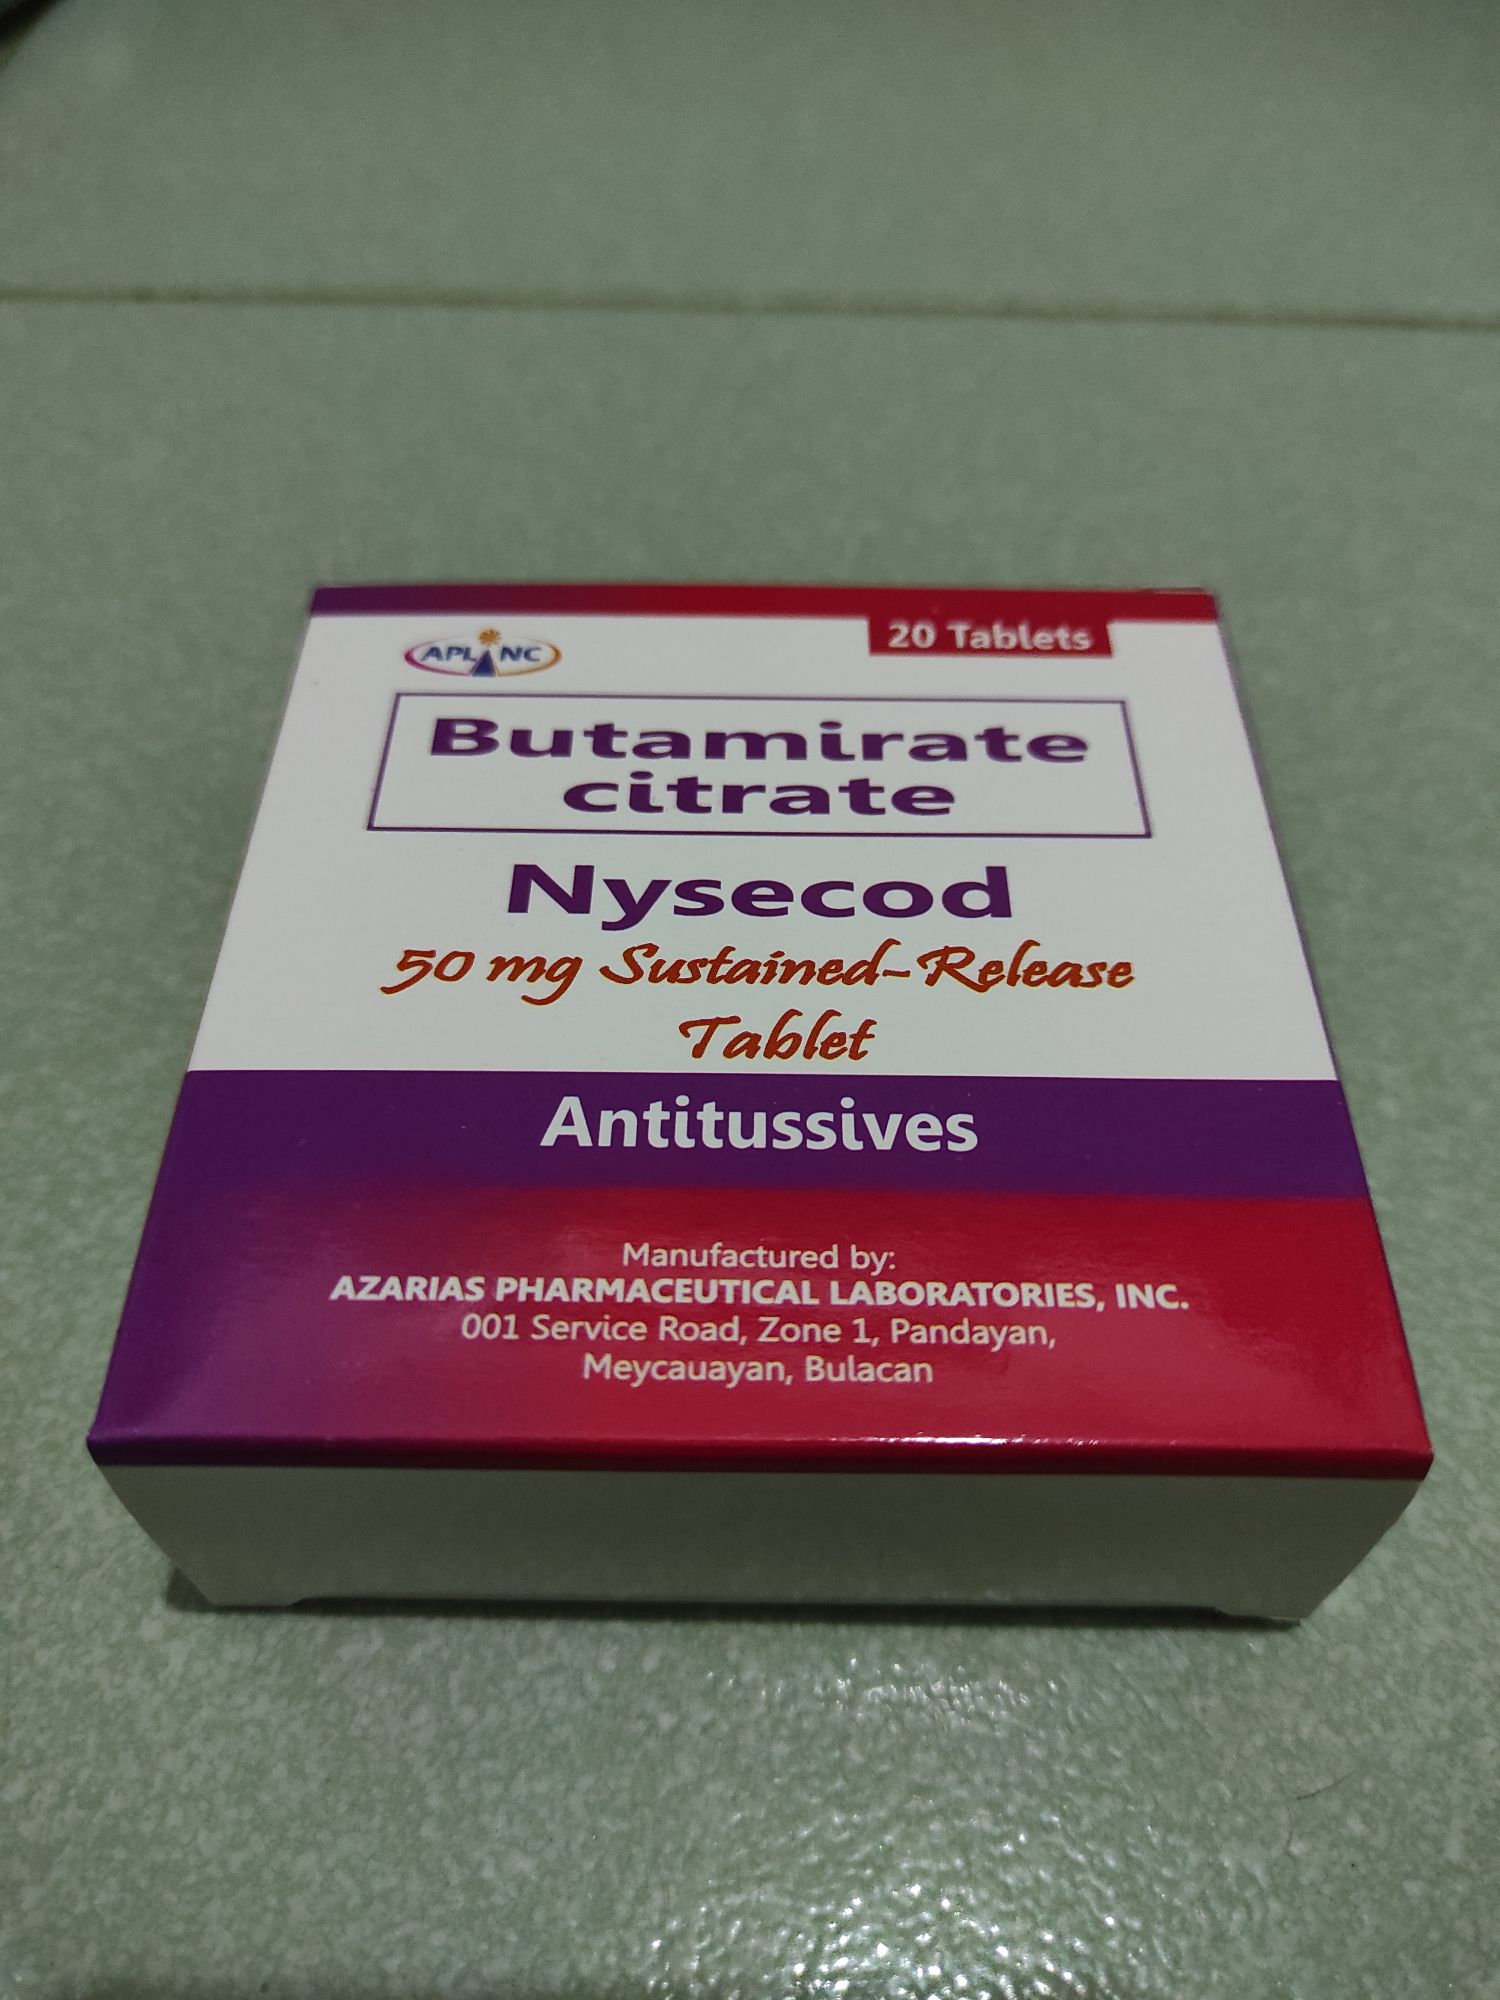 APLINC
20 Tablets
Butamirate
citrate
Nysecod
50 mg Sustained-Release
Tablet
Antitussives
Manufactured by:
AZARIAS PHARMACEUTICAL LABORATORIES, INC.
001 Service Road, Zone 1, Pandayan,
Meycauayan, Bulacan